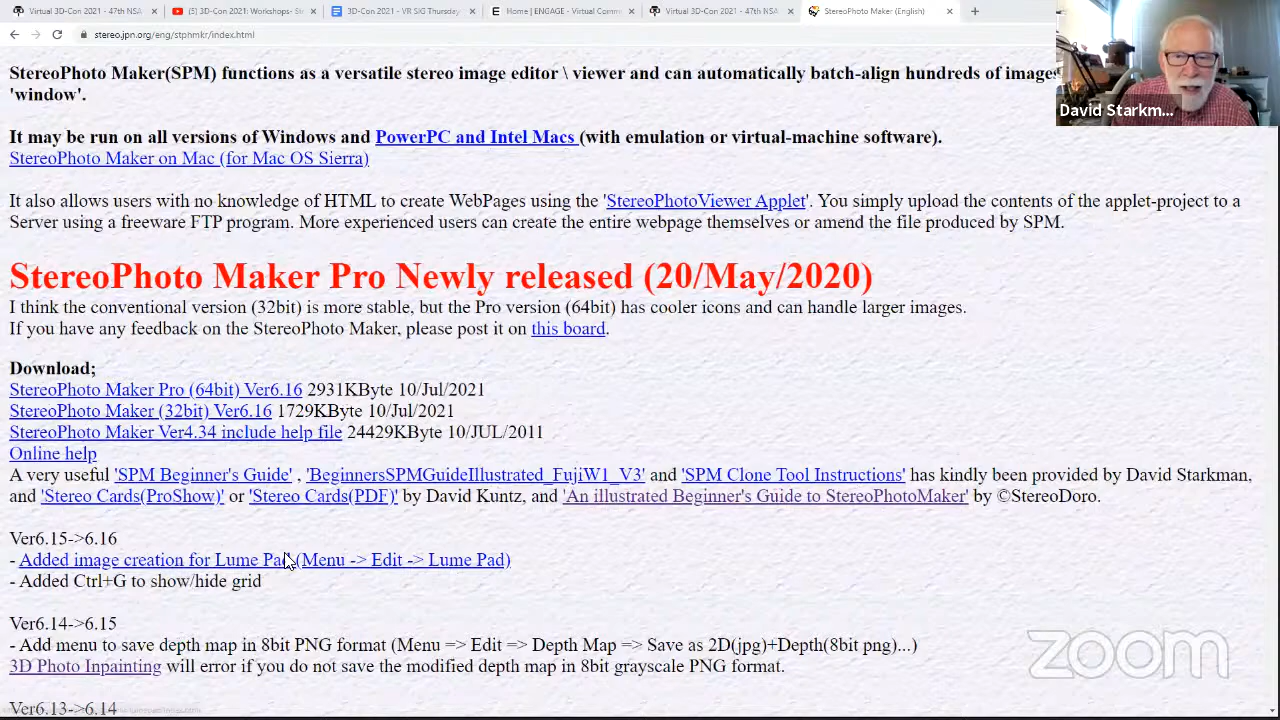 Virtual 3D-Con 2021 - 47th NSA
(5) 3D-Con 2021: Workshops- St
3D-Con 2021 - VR SIG Thursday
Home | ENGAGE - Virtual Comm
Virtual 3D-Con 2021 - 47th NSA
StereoPhoto Maker (English)
stereo.jpn.org/eng/stphmkr/index.html
StereoPhoto Maker(SPM) functions as a versatile stereo image editor \ viewer and can automatically batch-align hundreds of images
'window'.
David Starkm...
It may be run on all versions of Windows and PowerPC and Intel Macs (with emulation or virtual-machine software).
StereoPhoto Maker on Mac (for Mac OS Sierra)
It also allows users with no knowledge of HTML to create WebPages using the 'StereoPhotoViewer Applet'. You simply upload the contents of the applet-project to a
Server using a freeware FTP program. More experienced users can create the entire webpage themselves or amend the file produced by SPM.
StereoPhoto Maker Pro Newly released (20/May/2020)
I think the conventional version (32bit) is more stable, but the Pro version (64bit) has cooler icons and can handle larger images.
If you have any feedback on the StereoPhoto Maker, please post it on this board.
Download;
StereoPhoto Maker Pro (64bit) Ver6.16 2931KByte 10/Jul/2021
StereoPhoto Maker (32bit) Ver6.16 1729KByte 10/Jul/2021
StereoPhoto Maker Ver4.34 include help file 24429KByte 10/JUL/2011
Online help
A very useful 'SPM Beginner's Guide' , 'BeginnersSPMGuideIllustrated_FujiW1_V3' and 'SPM Clone Tool Instructions' has kindly been provided by David Starkman,
and 'Stereo Cards(ProShow)' or 'Stereo Cards(PDF)' by David Kuntz, and 'An illustrated Beginner's Guide to StereoPhotoMaker' by ©StereoDoro.
Ver6.15->6.16
- Added image creation for Lume Pad (Menu -> Edit -> Lume Pad)
- Added Ctrl+G to show/hide grid
Ver6.14->6.15
- Add menu to save depth map in 8bit PNG format (Menu => Edit => Depth Map => Save as 2D(jpg)+Depth(8bit png)...)
3D Photo Inpainting will error if you do not save the modified depth map in 8bit grayscale PNG format.
zoom
Ver6.13->6.14